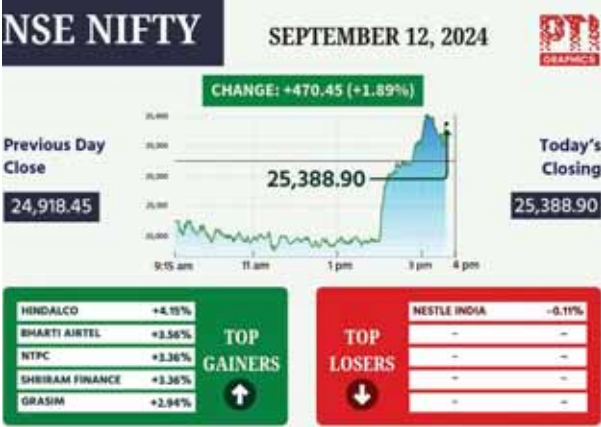 NSE NIFTY
SEPTEMBER 12, 2024
PTI
GRAPHICS
CHANGE: +470.45 (+1.89%)
Previous Day
Close
24,918.45
25,388.90
Today's
Closing
25,388.90
25,000
9:15 am 11 am 1 pm 3 pm 4 pm
HINDALCO +4.15%
BHARTI AIRTEL +3.56%
NTPC +3.36%
SHRIRAM FINANCE +3.36%
GRASIM +2.94%
TOP
GAINERS
TOP
LOSERS
NESTLE INDIA -0.11%
- -
- -
- -
- -